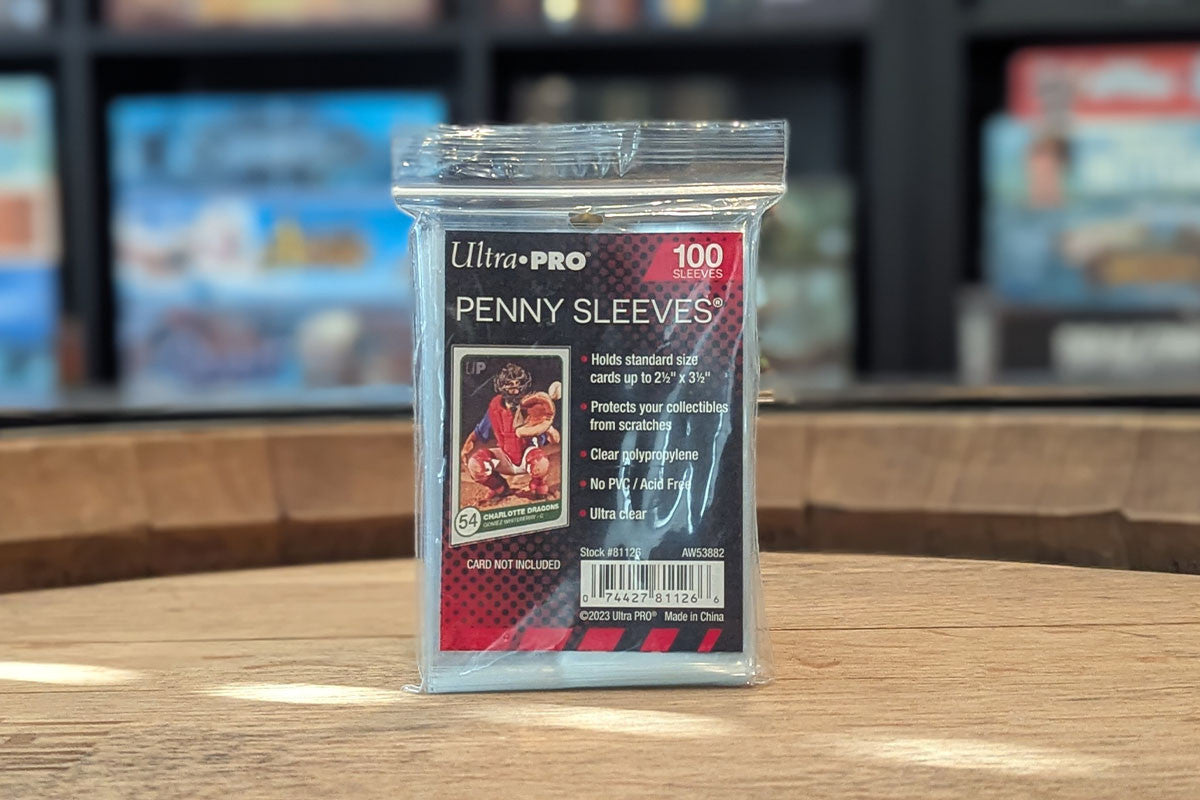 Ultra•PRO®
100
SLEEVES
PENNY SLEEVES®
UP
• Holds standard size
cards up to 2½" x 3½"
• Protects your collectibles
from scratches
• Clear polypropylene
• No PVC / Acid Free
• Ultra clear
54
CHARLOTTE DRAGONS
CARD NOT INCLUDED
Stock #81126
AW53882
0 74427 81126 6
©2023 Ultra PRO® Made in China